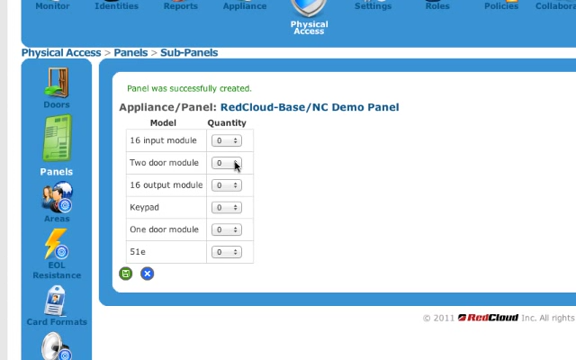 Monitor Identities Reports Appliance Physical Access Settings Roles Policies Collabora
Physical Access > Panels > Sub-Panels
Doors
Panels
Areas
EOL Resistance
Card Formats
Panel was successfully created.
Appliance/Panel: RedCloud-Base/NC Demo Panel
Model Quantity
16 input module 0
Two door module 0
16 output module 0
Keypad 0
One door module 0
51e 0
© 2011 RedCloud Inc. All rights